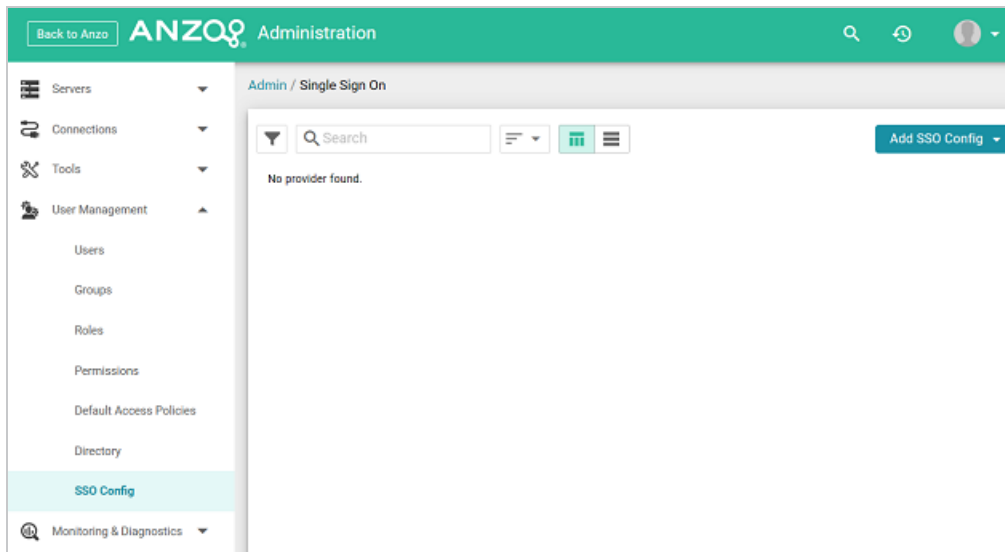 Back to Anzo ANZO Administration
Servers
Connections
Tools
User Management
Users
Groups
Roles
Permissions
Default Access Policies
Directory
SSO Config
Monitoring & Diagnostics
Admin / Single Sign On
Search
Add SSO Config
No provider found.